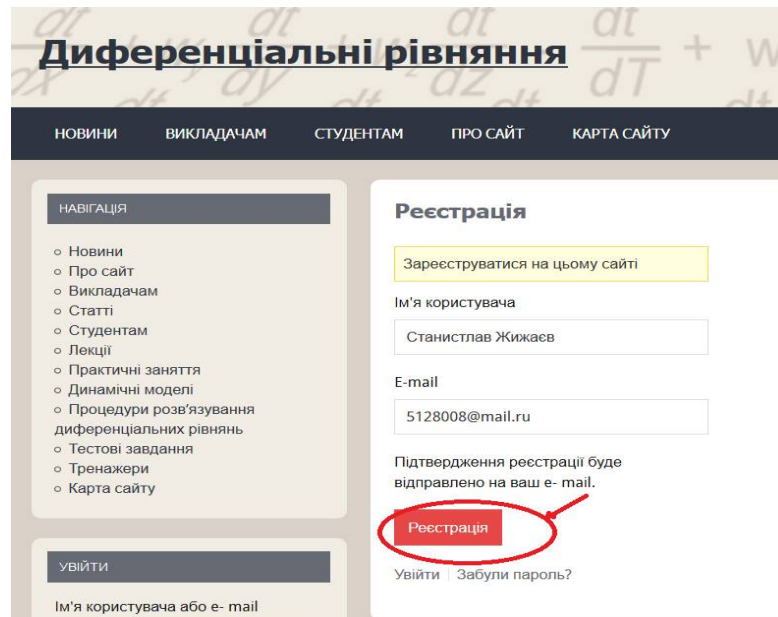 Диференціальні рівняння
НОВИНИ ВИКЛАДАЧАМ СТУДЕНТАМ ПРО САЙТ КАРТА САЙТУ
НАВІГАЦІЯ
Новини
Про сайт
Викладачам
Статті
Студентам
Лекції
Практичні заняття
Динамічні моделі
Процедури розв'язування
диференціальних рівнянь
Тестові завдання
Тренажери
Карта сайту
УВІЙТИ
Ім'я користувача або e- mail
Реєстрація
Зареєструватися на цьому сайті
Ім'я користувача
Станистлав Жижаєв
E-mail
5128008@mail.ru
Підтвердження реєстрації буде
відправлено на ваш e- mail.
Реєстрація
Увійти | Забули пароль?